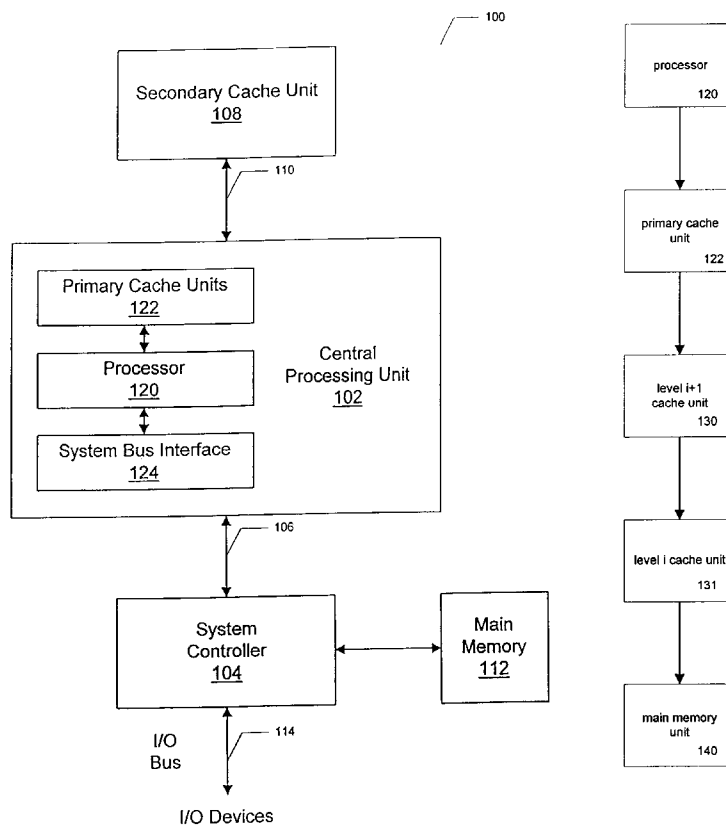 100
Secondary Cache Unit
108
110
Primary Cache Units
122
Processor
120
System Bus Interface
124
Central
Processing Unit
102
106
System
Controller
104
Main
Memory
112
I/O
Bus
114
I/O Devices
processor
120
primary cache
unit
122
level i+1
cache unit
130
level i cache unit
131
main memory
unit
140